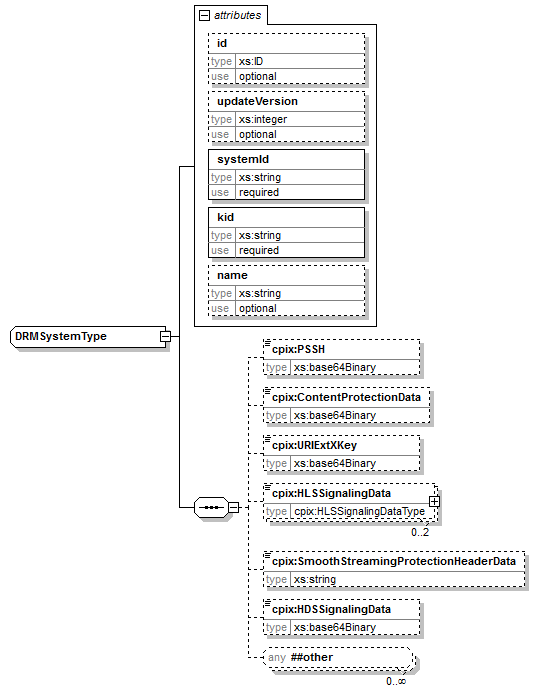 attributes
id
type xs:ID
use optional
updateVersion
type xs:integer
use optional
systemId
type xs:string
use required
kid
type xs:string
use required
name
type xs:string
use optional
DRMSystemType
cpix:PSSH
type xs:base64Binary
cpix:ContentProtectionData
type xs:base64Binary
cpix:URIExtXKey
type xs:base64Binary
cpix:HLSSignalingData
type cpix:HLSSignalingDataType
0..2
cpix:SmoothStreamingProtectionHeaderData
type xs:string
cpix:HDSSignalingData
type xs:base64Binary
any ##other
0..∞